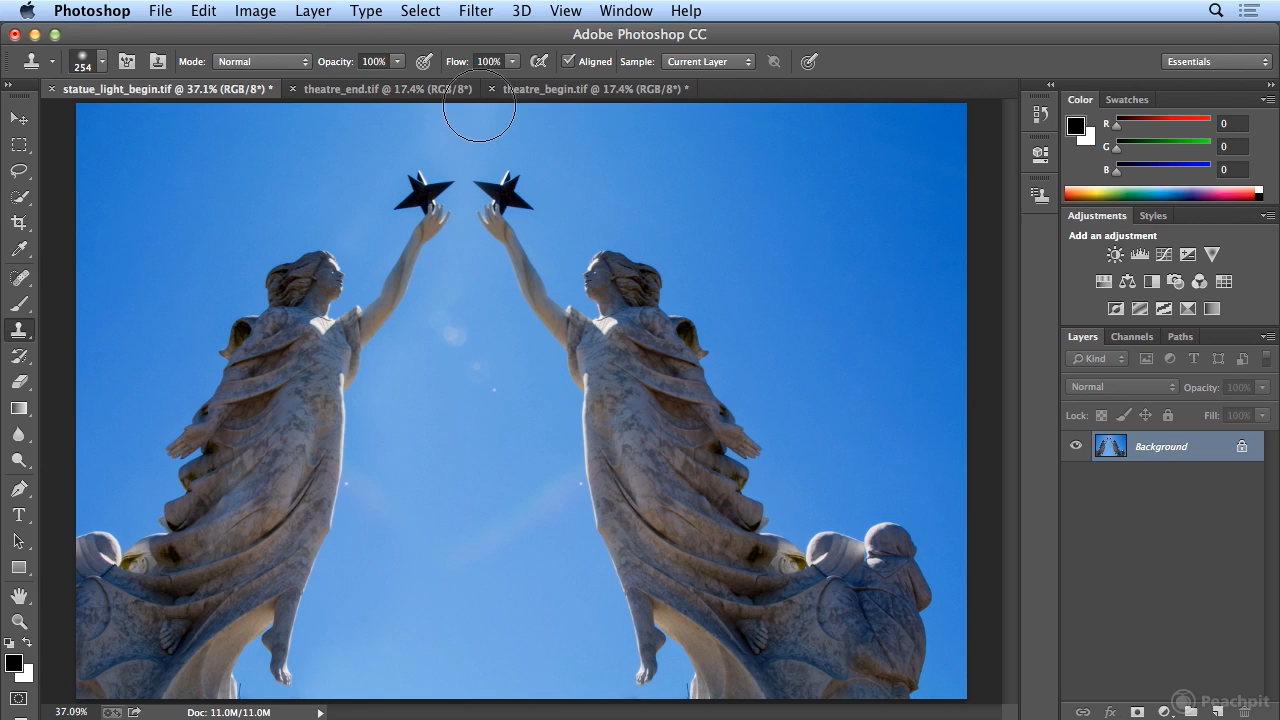 Photoshop File Edit Image Layer Type Select Filter 3D View Window Help
Adobe Photoshop CC
254 Mode: Normal Opacity: 100% Flow: 100% Aligned Sample: Current Layer Essentials
× statue_light_begin.tif @ 37.1% (RGB/8*) * × theatre_end.tif @ 17.4% (RGB/8*) × theatre_begin.tif @ 17.4% (RGB/8*) *
Color Swatches
R 0
G 0
B 0
Adjustments Styles
Add an adjustment
Layers Channels Paths
Kind T
Normal Opacity: 100%
Lock: Fill: 100%
Background
T
37.09% Doc: 11.0M/11.0M
fx
Peachpit